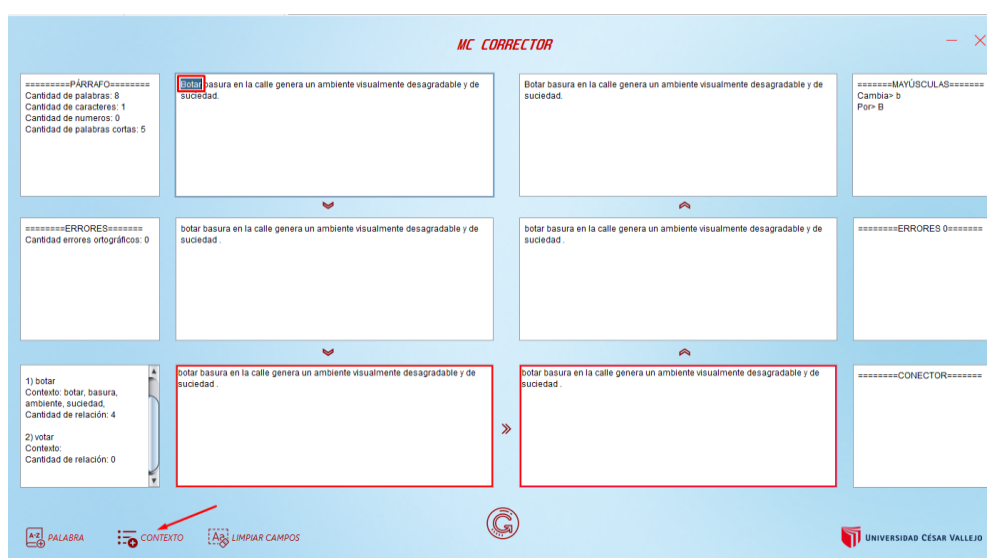 MC CORRECTOR
=========PÁRRAFO========
Cantidad de palabras: 8
Cantidad de caracteres: 1
Cantidad de numeros: 0
Cantidad de palabras cortas: 5
Botar basura en la calle genera un ambiente visualmente desagradable y de
suciedad.
Botar basura en la calle genera un ambiente visualmente desagradable y de
suciedad.
=======MAYÚSCULAS=======
Cambia> b
Por> B
========ERRORES=======
Cantidad errores ortográficos: 0
botar basura en la calle genera un ambiente visualmente desagradable y de
suciedad .
botar basura en la calle genera un ambiente visualmente desagradable y de
suciedad .
========ERRORES 0=======
1) botar
Contexto: botar, basura,
ambiente, suciedad,
Cantidad de relación: 4
2) votar
Contexto:
Cantidad de relación: 0
botar basura en la calle genera un ambiente visualmente desagradable y de
suciedad .
botar basura en la calle genera un ambiente visualmente desagradable y de
suciedad .
========CONECTOR=======
A-Z PALABRA
CONTEXTO
Aa LIMPIAR CAMPOS
G
UNIVERSIDAD CÉSAR VALLEJO